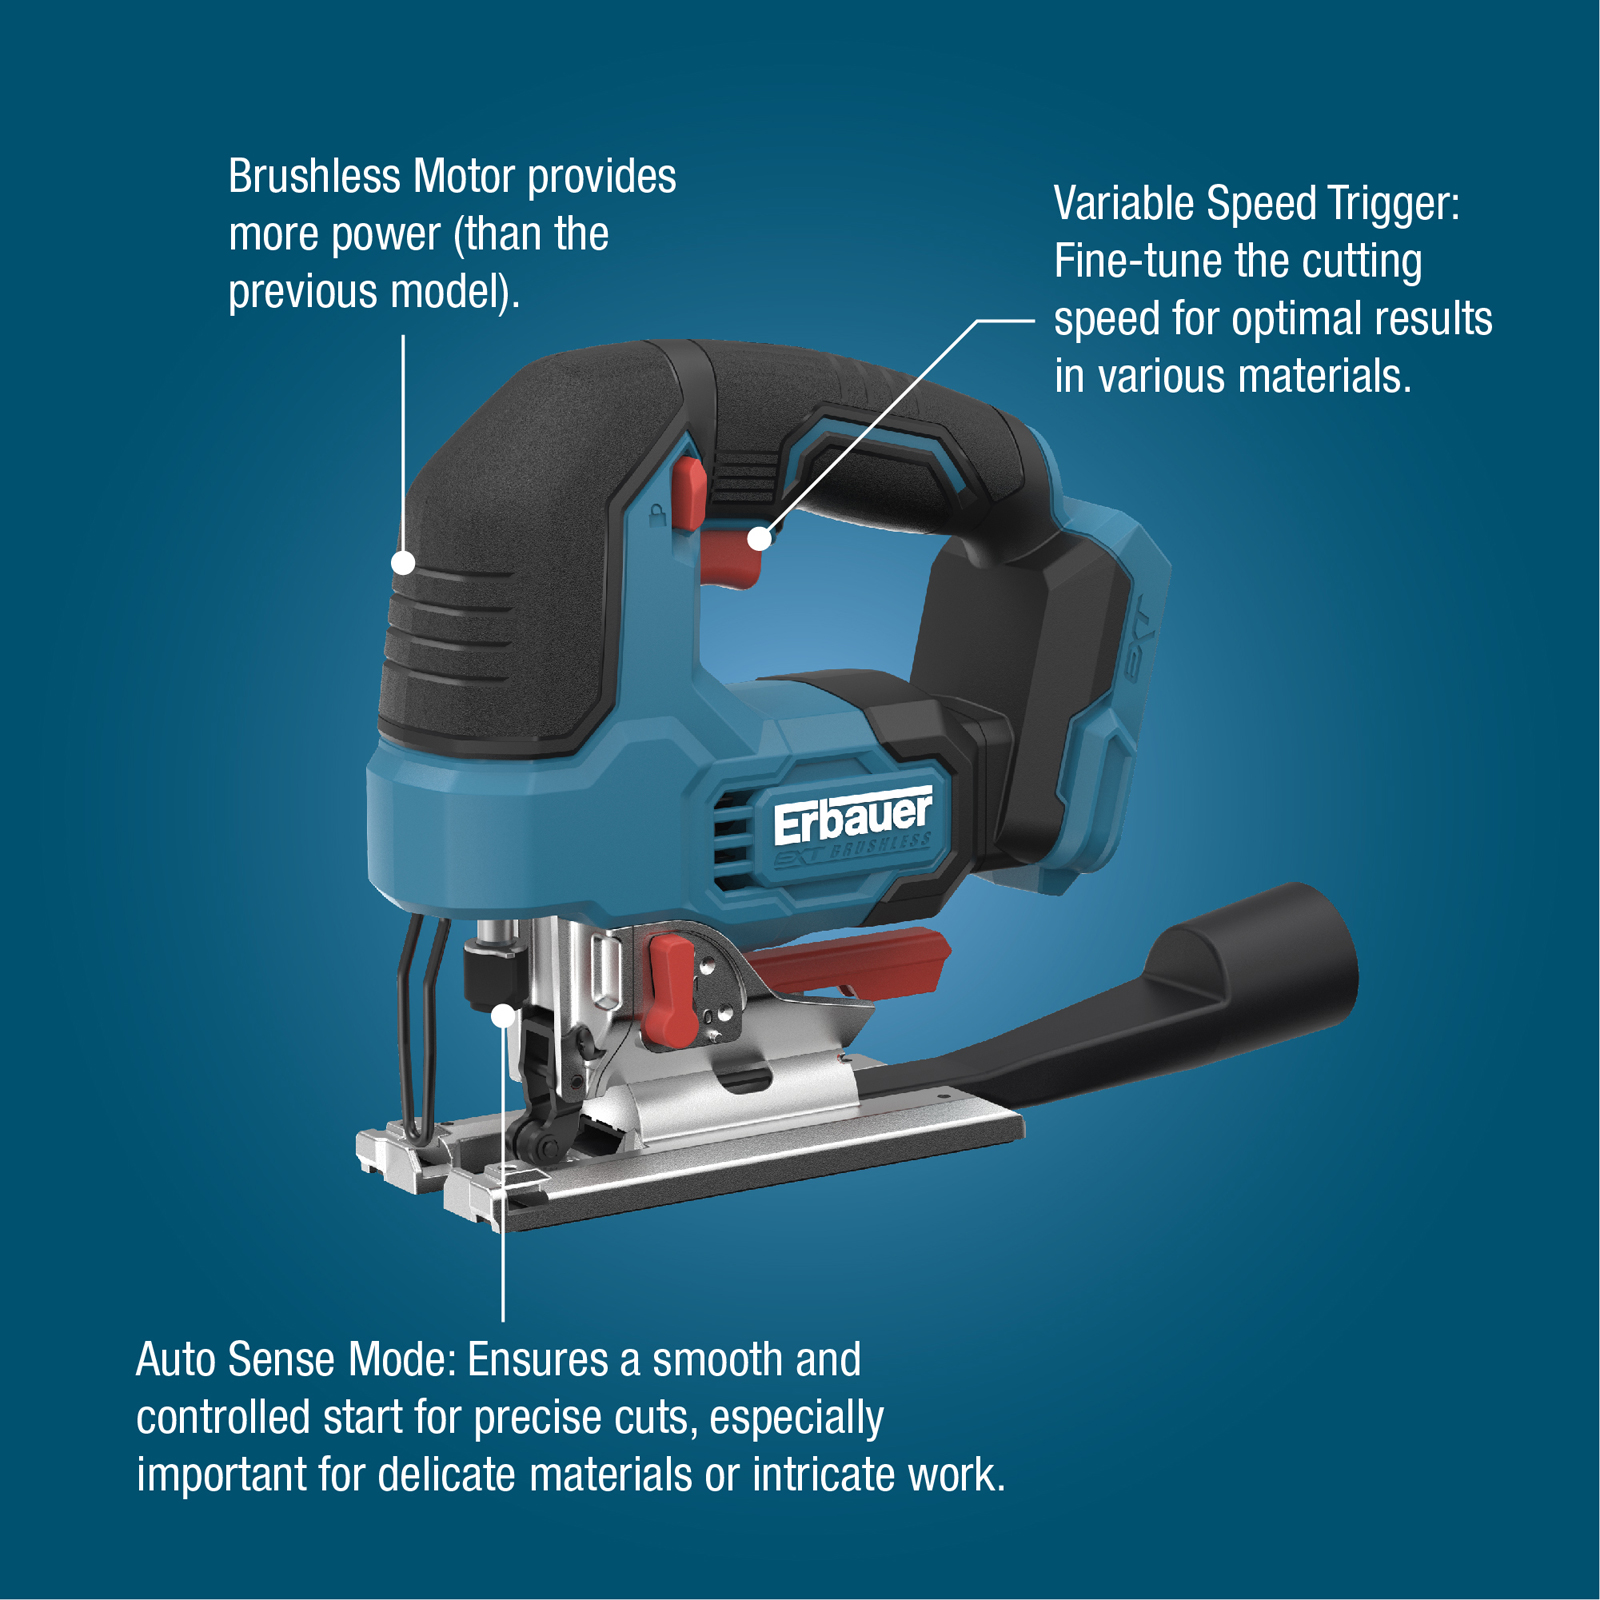 Brushless Motor provides
more power (than the
previous model).
Variable Speed Trigger:
Fine-tune the cutting
speed for optimal results
in various materials.
EXT
Erbauer
EXT BRUSHLESS
Auto Sense Mode: Ensures a smooth and
controlled start for precise cuts, especially
important for delicate materials or intricate work.